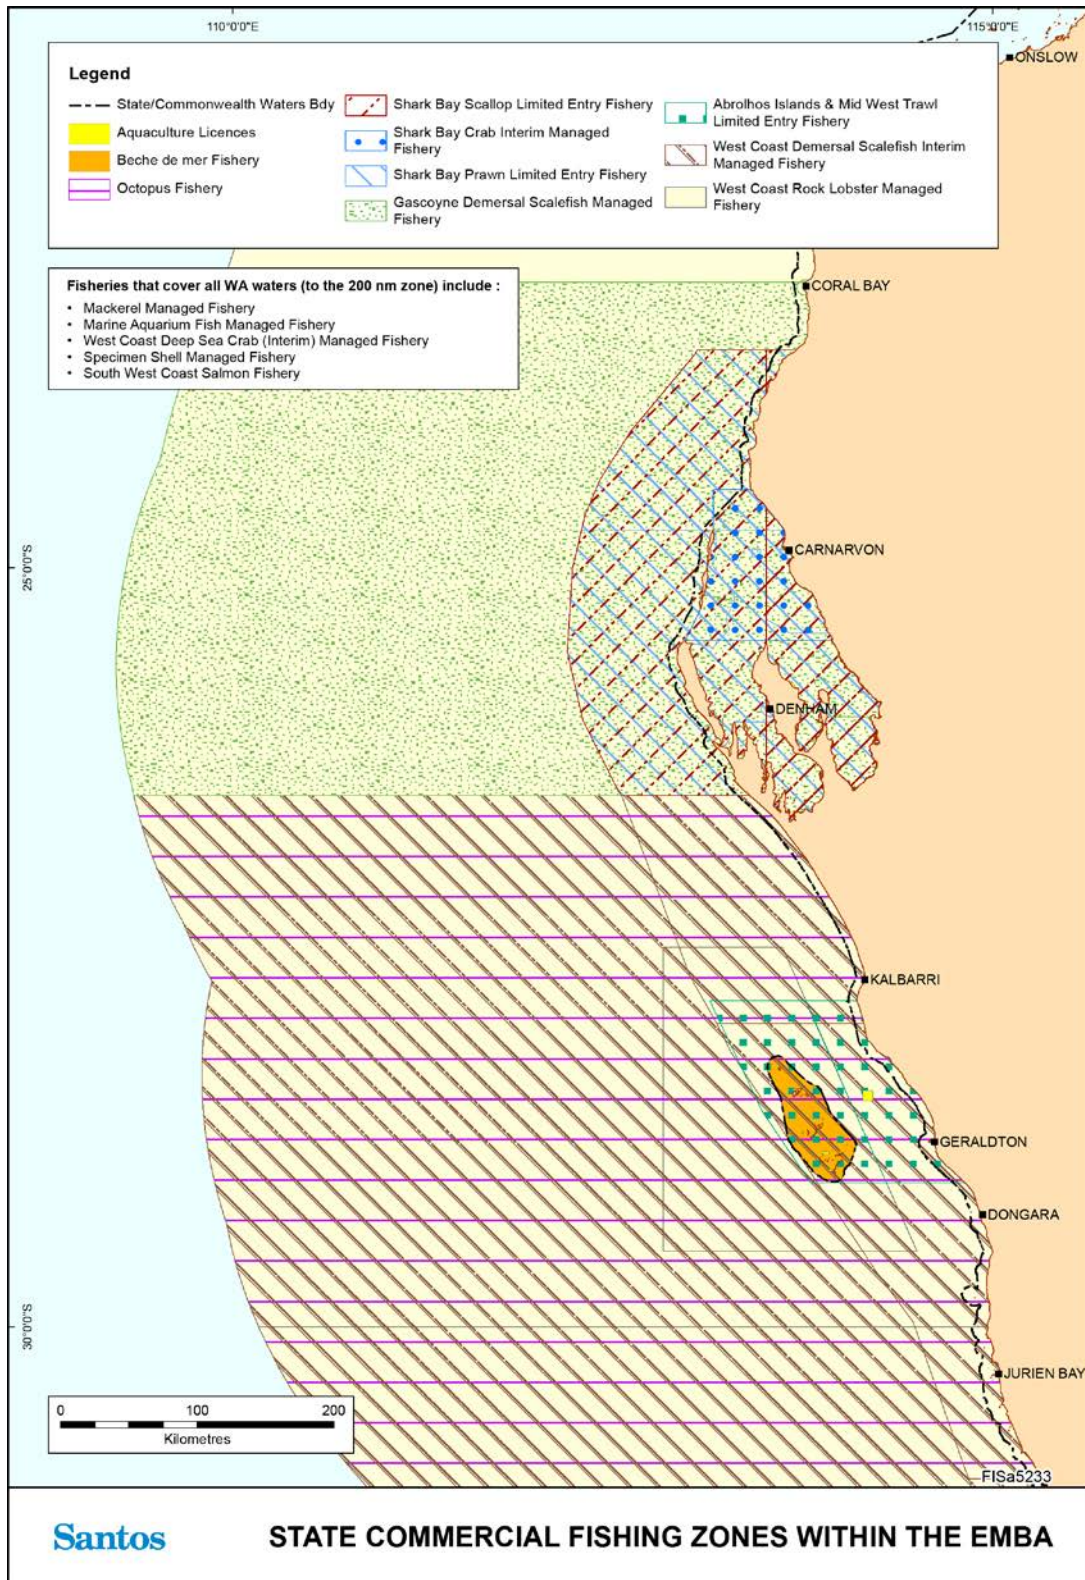 110°0'0"E
115°0'0"E
ONSLOW
Legend
State/Commonwealth Waters Bdy
Aquaculture Licences
Beche de mer Fishery
Octopus Fishery
Shark Bay Scallop Limited Entry Fishery
Shark Bay Crab Interim Managed
Fishery
Shark Bay Prawn Limited Entry Fishery
Gascoyne Demersal Scalefish Managed
Fishery
Abrolhos Islands & Mid West Trawl
Limited Entry Fishery
West Coast Demersal Scalefish Interim
Managed Fishery
West Coast Rock Lobster Managed
Fishery
Fisheries that cover all WA waters (to the 200 nm zone) include :
• Mackerel Managed Fishery
• Marine Aquarium Fish Managed Fishery
• West Coast Deep Sea Crab (Interim) Managed Fishery
• Specimen Shell Managed Fishery
• South West Coast Salmon Fishery
CORAL BAY
25°0'0"S
CARNARVON
DENHAM
KALBARRI
GERALDTON
DONGARA
30°0'0"S
JURIEN BAY
0 100 200
Kilometres
FISa5233
Santos
STATE COMMERCIAL FISHING ZONES WITHIN THE EMBA